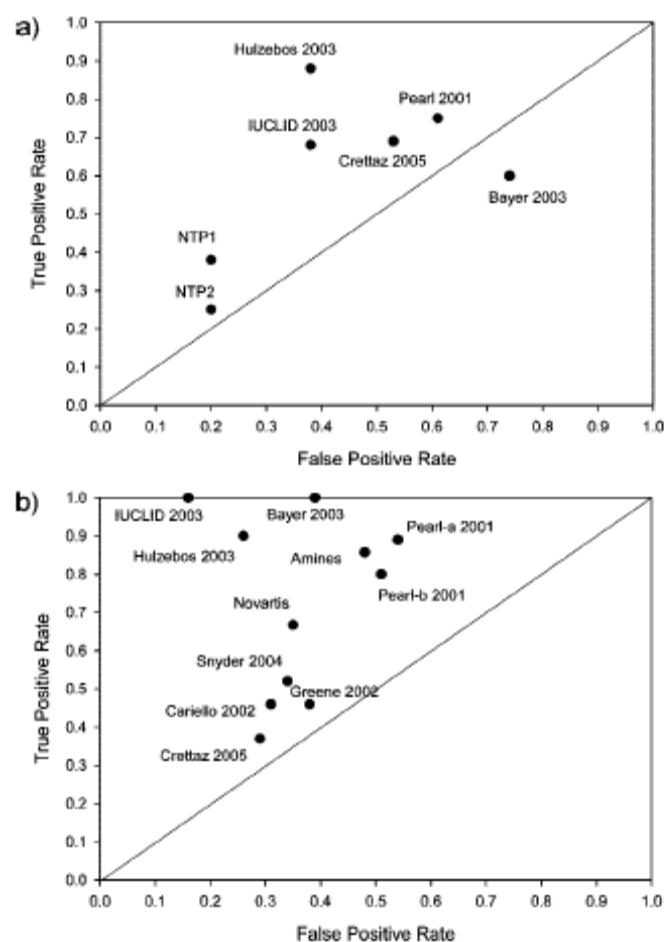 a)
1.0
0.9
0.8
0.7
0.6
0.5
0.4
0.3
0.2
0.1
0.0
True Positive Rate
Hulzebos 2003
Pearl 2001
IUCLID 2003
Crettaz 2005
Bayer 2003
NTP1
NTP2
0.0 0.1 0.2 0.3 0.4 0.5 0.6 0.7 0.8 0.9 1.0
False Positive Rate
b)
1.0
0.9
0.8
0.7
0.6
0.5
0.4
0.3
0.2
0.1
0.0
True Positive Rate
IUCLID 2003
Bayer 2003
Pearl-a 2001
Hulzebos 2003
Amines
Pearl-b 2001
Novartis
Snyder 2004
Greene 2002
Cariello 2002
Crettaz 2005
0.0 0.1 0.2 0.3 0.4 0.5 0.6 0.7 0.8 0.9 1.0
False Positive Rate